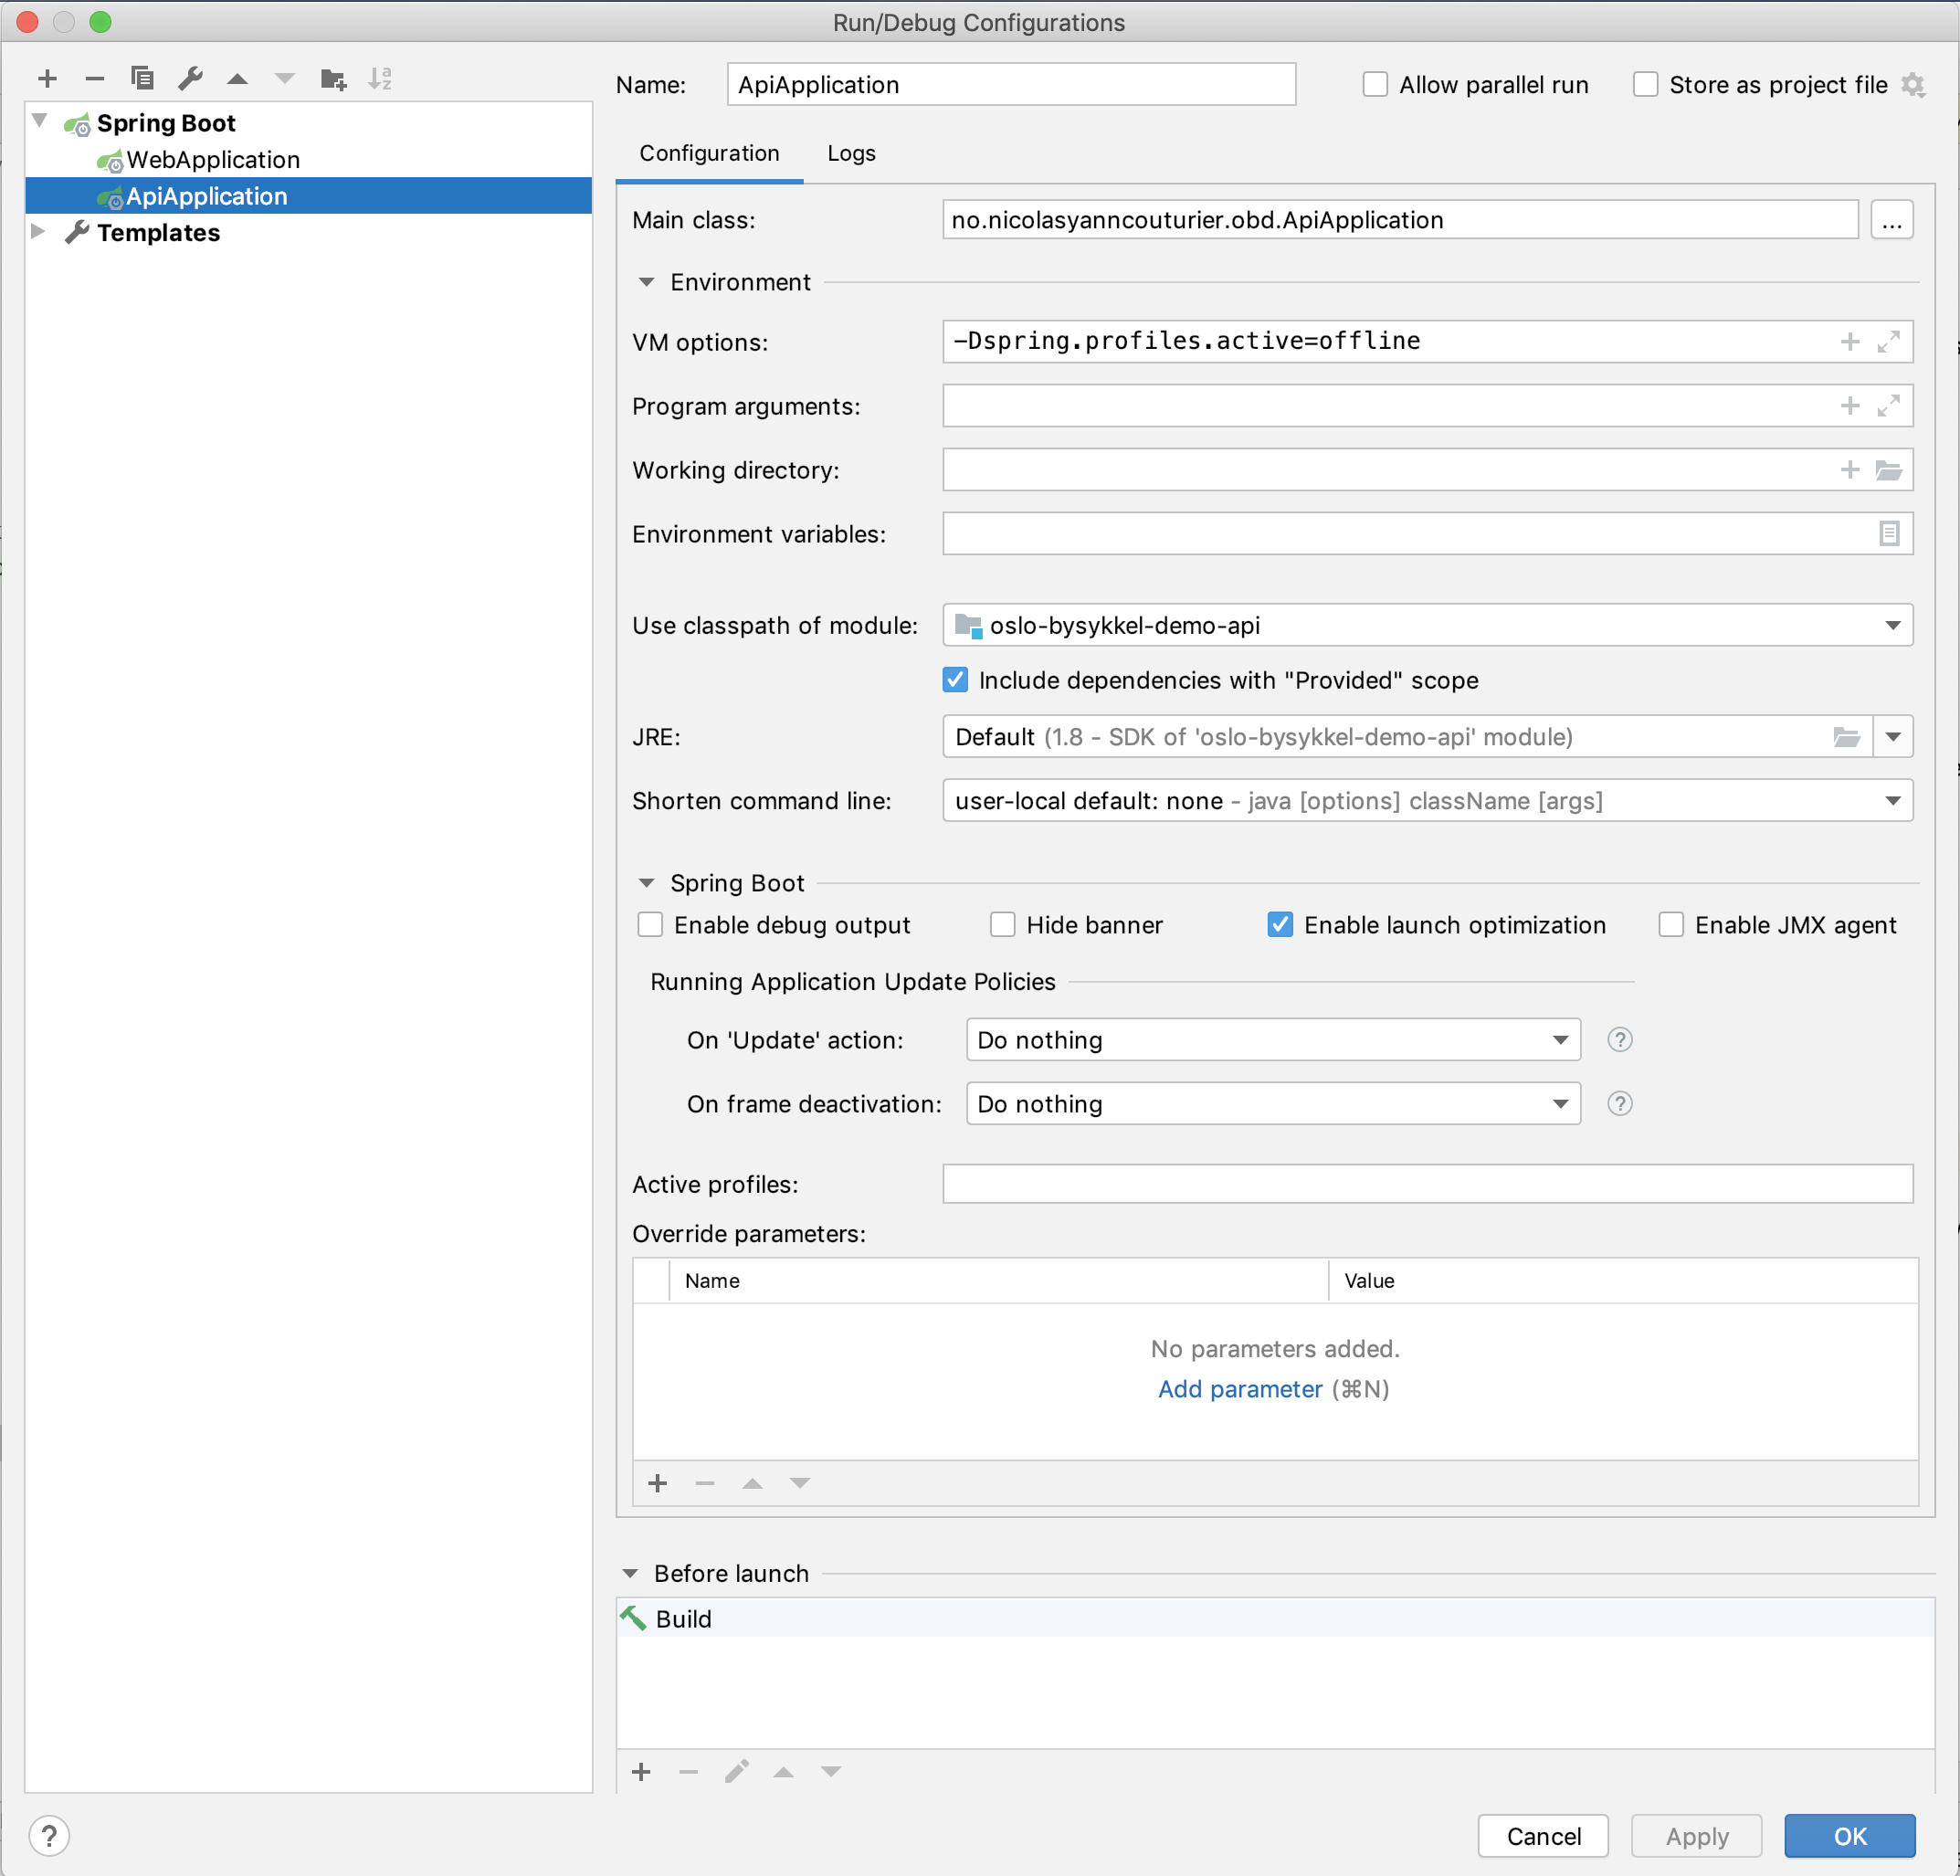 Run/Debug Configurations
Name: ApiApplication Allow parallel run Store as project file
Spring Boot
WebApplication
ApiApplication
Templates
Configuration Logs
Main class: no.nicolasyanncouturier.obd.ApiApplication ...
Environment
VM options: -Dspring.profiles.active=offline
Program arguments:
Working directory:
Environment variables:
Use classpath of module: oslo-bysykkel-demo-api
Include dependencies with "Provided" scope
JRE: Default (1.8 - SDK of 'oslo-bysykkel-demo-api' module)
Shorten command line: user-local default: none - java [options] className [args]
Spring Boot
Enable debug output Hide banner Enable launch optimization Enable JMX agent
Running Application Update Policies
On 'Update' action: Do nothing ?
On frame deactivation: Do nothing ?
Active profiles:
Override parameters:
Name Value
No parameters added.
Add parameter (⌘N)
Before launch
Build
? Cancel Apply OK